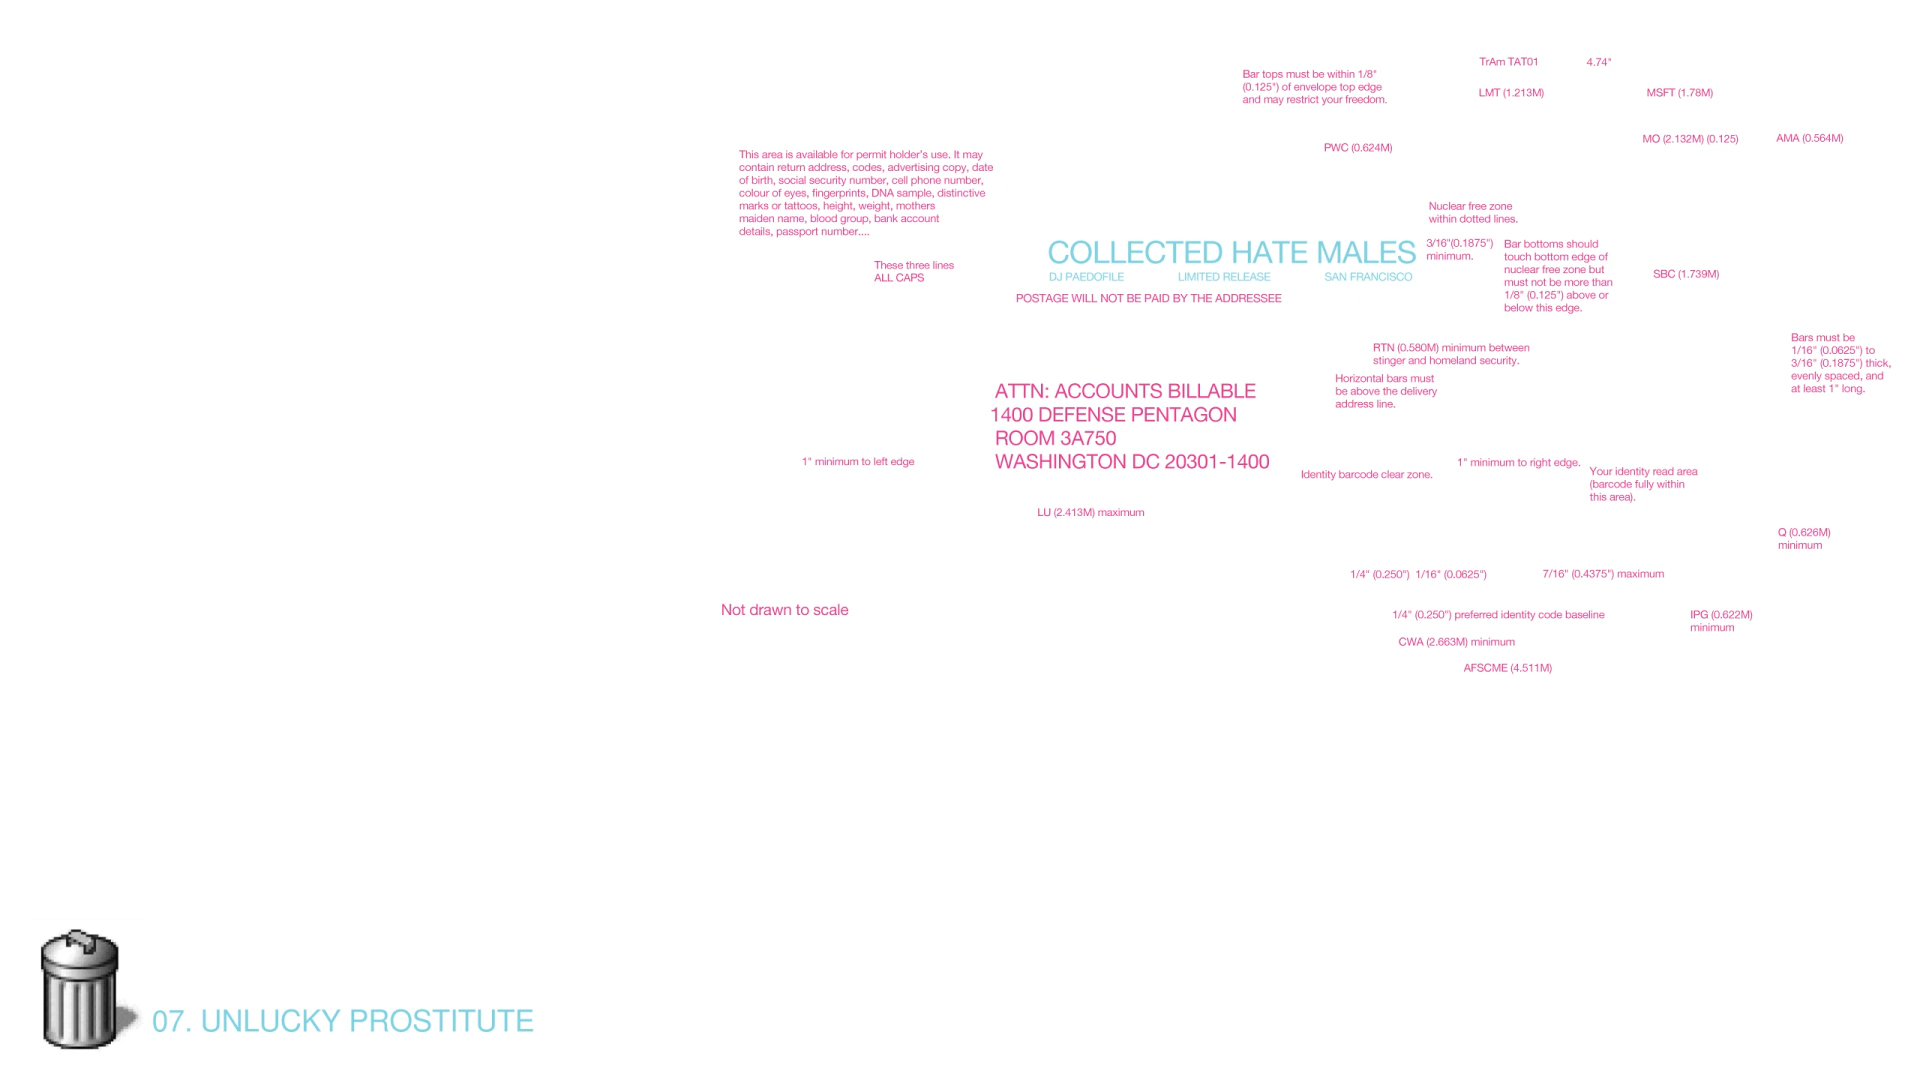 TrAm TAT01
4.74"
Bar tops must be within 1/8"
(0.125") of envelope top edge
and may restrict your freedom.
LMT (1.213M)
MSFT (1.78M)
MO (2.132M) (0.125)
AMA (0.564M)
PWC (0.624M)
This area is available for permit holder's use. It may
contain return address, codes, advertising copy, date
of birth, social security number, cell phone number,
colour of eyes, fingerprints, DNA sample, distinctive
marks or tattoos, height, weight, mothers
maiden name, blood group, bank account
details, passport number....
Nuclear free zone
within dotted lines.
COLLECTED HATE MALES
3/16"(0.1875")
minimum.
Bar bottoms should
touch bottom edge of
nuclear free zone but
must not be more than
1/8" (0.125") above or
below this edge.
These three lines
ALL CAPS
DJ PAEDOFILE
LIMITED RELEASE
SAN FRANCISCO
SBC (1.739M)
POSTAGE WILL NOT BE PAID BY THE ADDRESSEE
Bars must be
1/16" (0.0625") to
3/16" (0.1875") thick,
evenly spaced, and
at least 1" long.
RTN (0.580M) minimum between
stinger and homeland security.
Horizontal bars must
be above the delivery
address line.
ATTN: ACCOUNTS BILLABLE
1400 DEFENSE PENTAGON
ROOM 3A750
WASHINGTON DC 20301-1400
1" minimum to left edge
Identity barcode clear zone.
1" minimum to right edge.
Your identity read area
(barcode fully within
this area).
LU (2.413M) maximum
Q (0.626M)
minimum
1/4" (0.250")
1/16" (0.0625")
7/16" (0.4375") maximum
Not drawn to scale
1/4" (0.250") preferred identity code baseline
IPG (0.622M)
minimum
CWA (2.663M) minimum
AFSCME (4.511M)
07. UNLUCKY PROSTITUTE